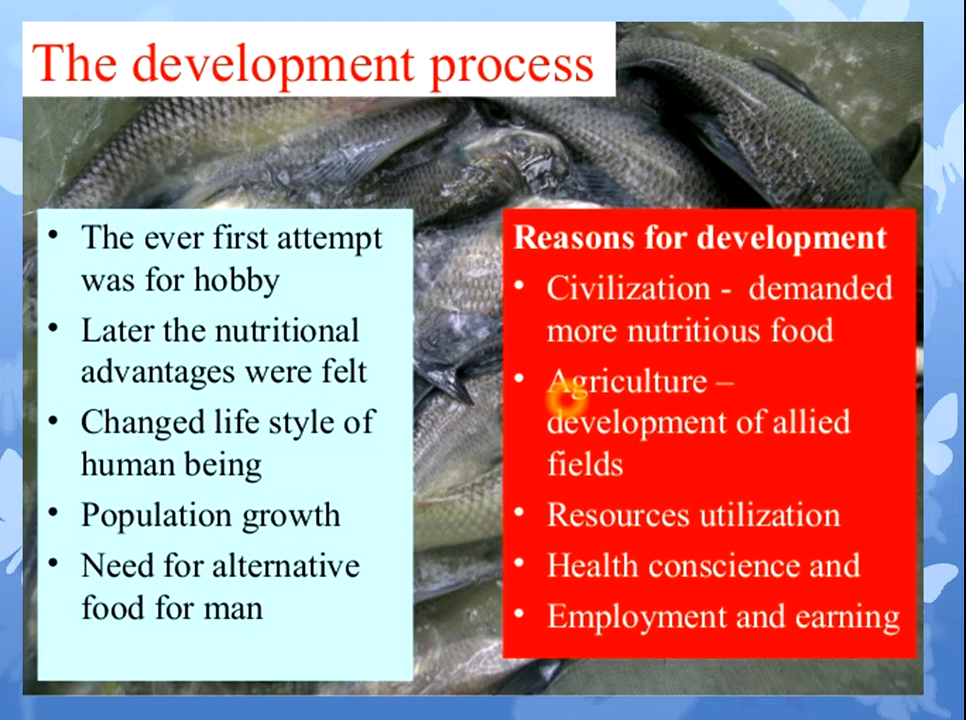 The development process
• The ever first attempt
was for hobby
• Later the nutritional
advantages were felt
• Changed life style of
human being
• Population growth
• Need for alternative
food for man
Reasons for development
• Civilization - demanded
more nutritious food
• Agriculture –
development of allied
fields
• Resources utilization
• Health conscience and
• Employment and earning